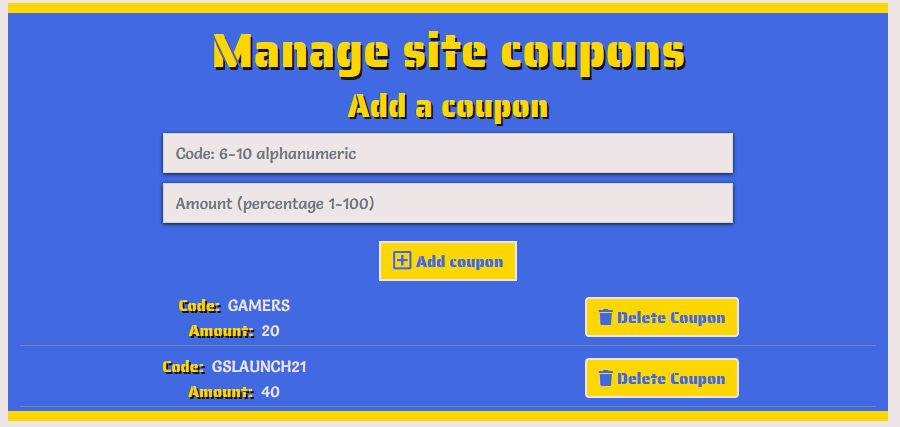 Manage site coupons
Add a coupon
Code: 6-10 alphanumeric
Amount (percentage 1-100)
Add coupon
Code: GAMERS
Amount: 20
Delete Coupon
Code: GSLAUNCH21
Amount: 40
Delete Coupon